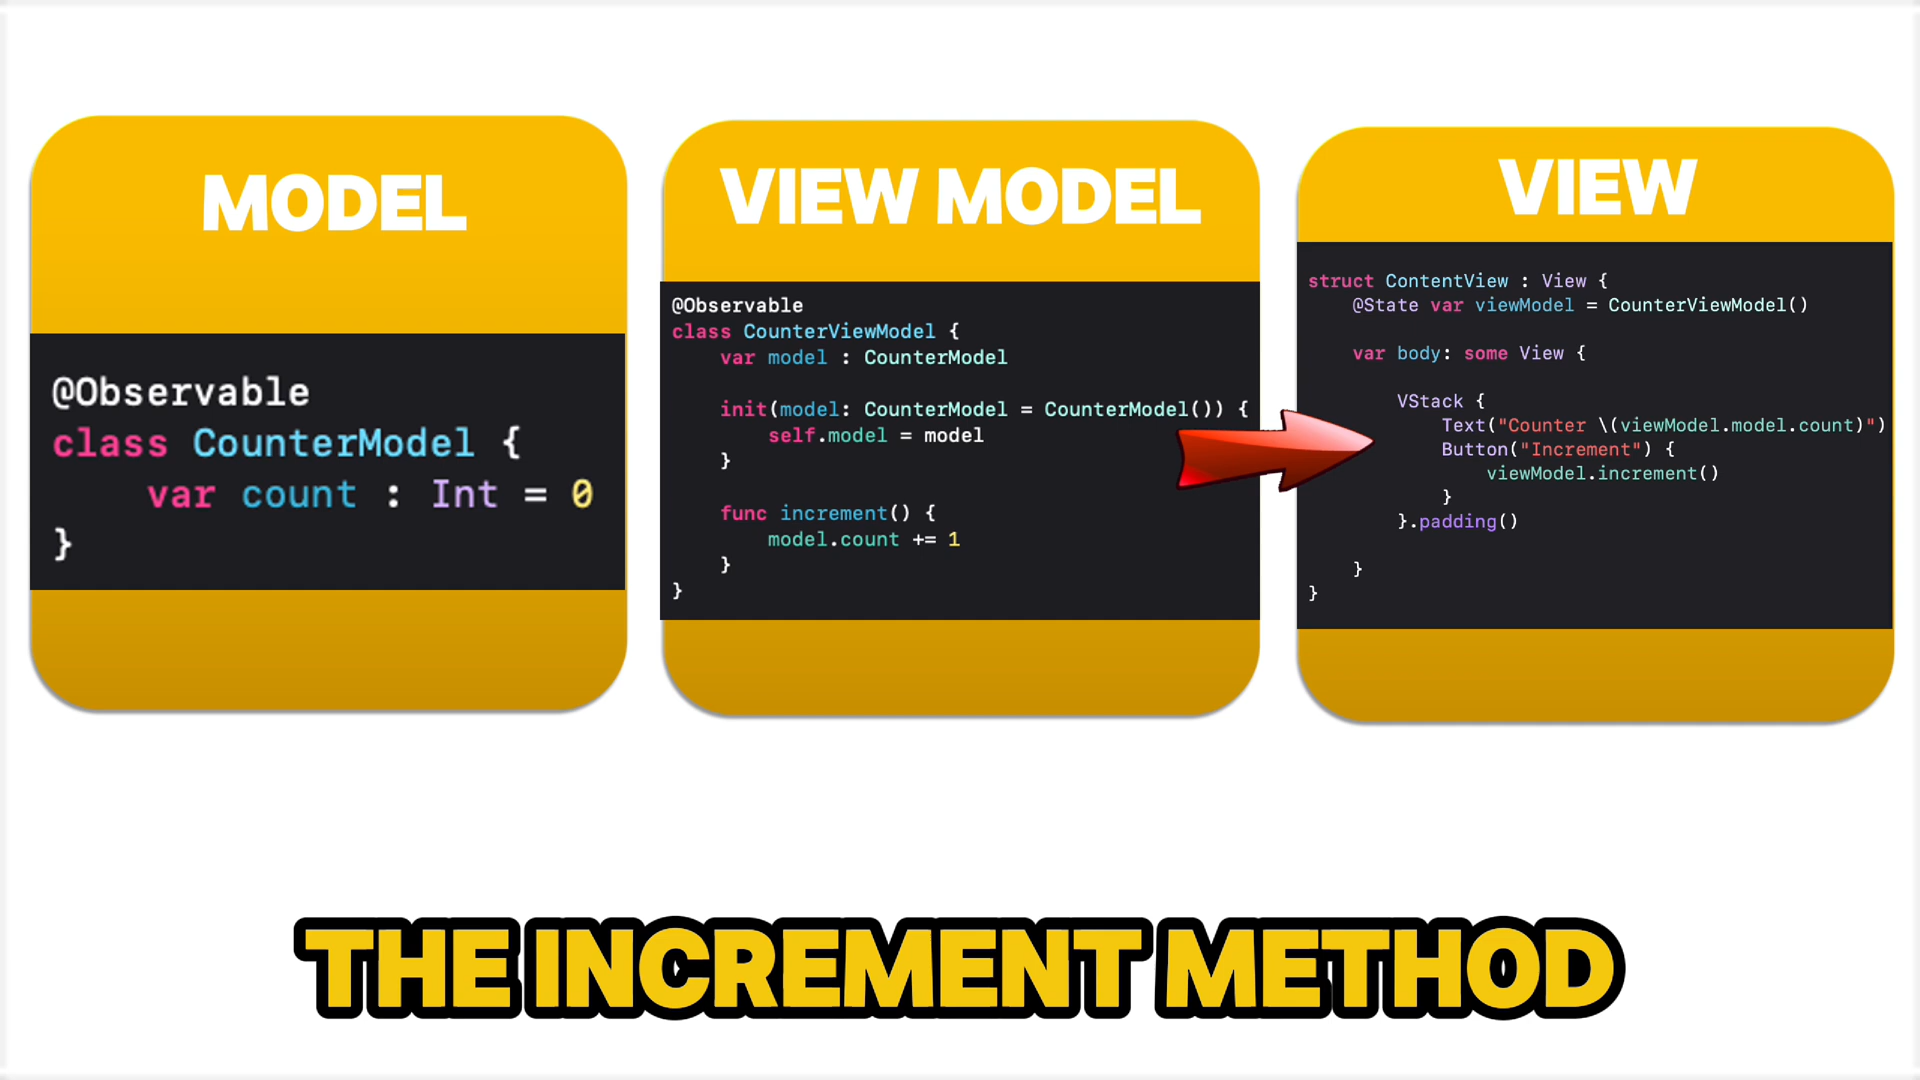 MODEL
@Observable
class CounterModel {
    var count : Int = 0
}
VIEW MODEL
@Observable
class CounterViewModel {
    var model : CounterModel
    init(model: CounterModel = CounterModel()) {
        self.model = model
    }
    func increment() {
        model.count += 1
    }
}
VIEW
struct ContentView : View {
    @State var viewModel = CounterViewModel()
    var body: some View {
        VStack {
            Text("Counter \(viewModel.model.count)")
            Button("Increment") {
                viewModel.increment()
            }
        }.padding()
    }
}
THE INCREMENT METHOD